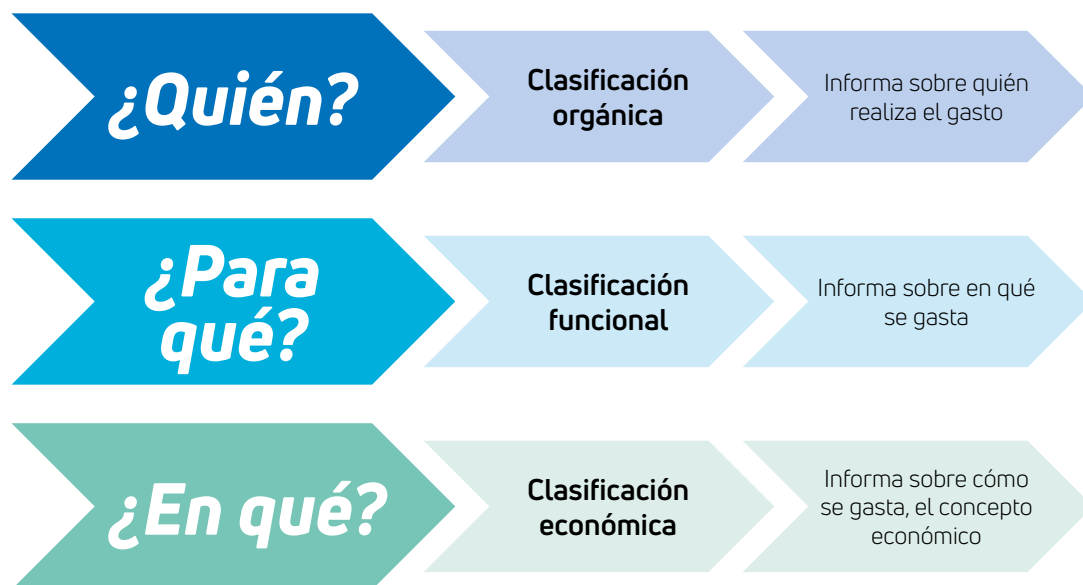 ¿Quién?
Clasificación
orgánica
Informa sobre quién
realiza el gasto
¿Para
qué?
Clasificación
funcional
Informa sobre en qué
se gasta
¿En qué?
Clasificación
económica
Informa sobre cómo
se gasta, el concepto
económico